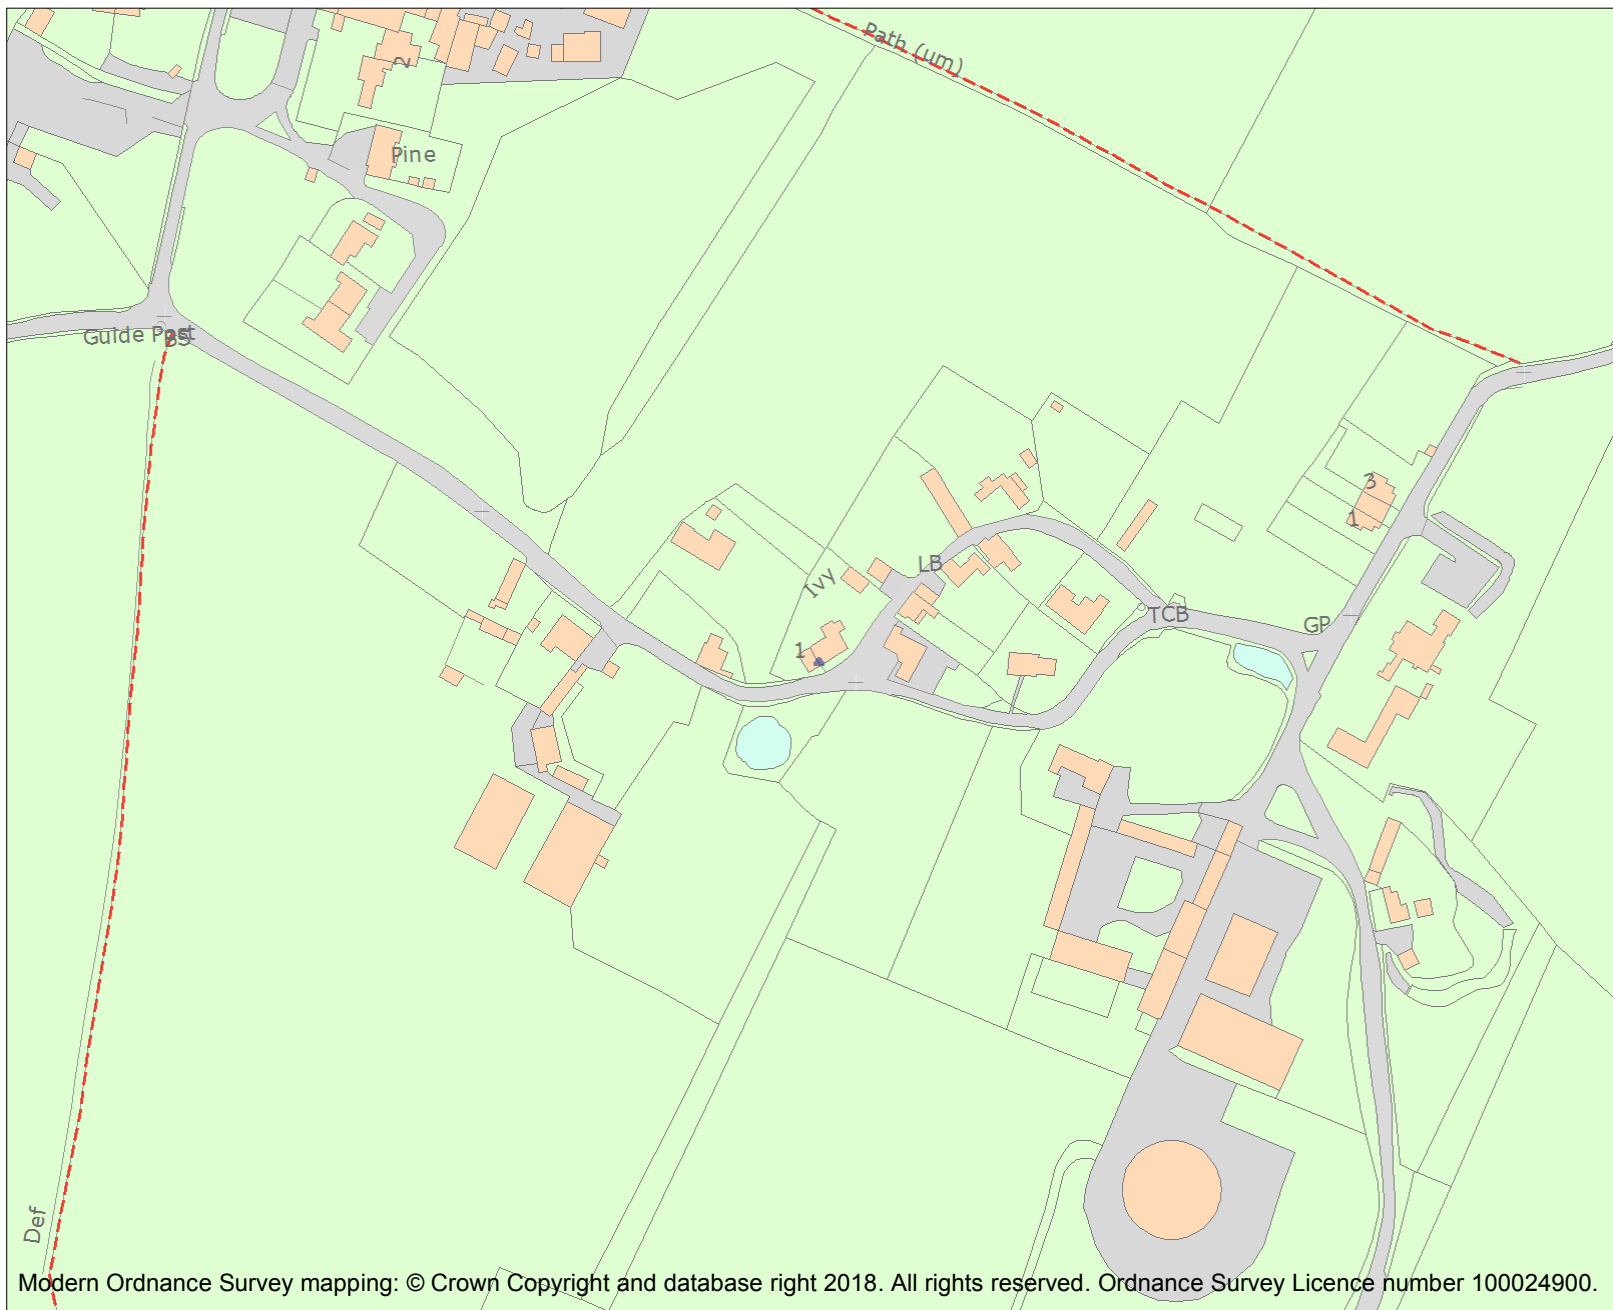 Path (um)
2
Pine
Guide Post
BS
3
1
LB
Ivy
TCB
GP
1
Def
Modern Ordnance Survey mapping: © Crown Copyright and database right 2018. All rights reserved. Ordnance Survey Licence number 100024900.